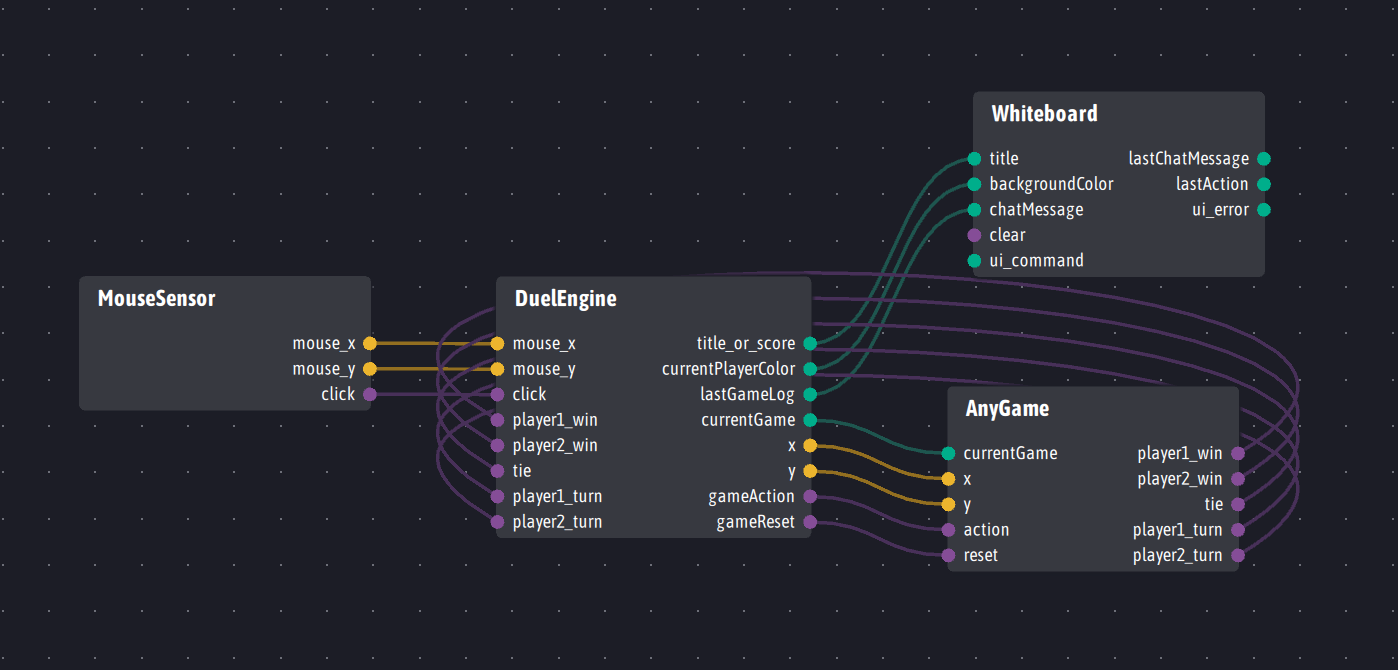 Whiteboard
title lastChatMessage
backgroundColor lastAction
chatMessage ui_error
clear
ui_command
MouseSensor
mouse_x
mouse_y
click
DuelEngine
mouse_x title_or_score
mouse_y currentPlayerColor
click lastGameLog
player1_win currentGame
player2_win x
tie y
player1_turn gameAction
player2_turn gameReset
AnyGame
currentGame player1_win
x player2_win
y tie
action player1_turn
reset player2_turn